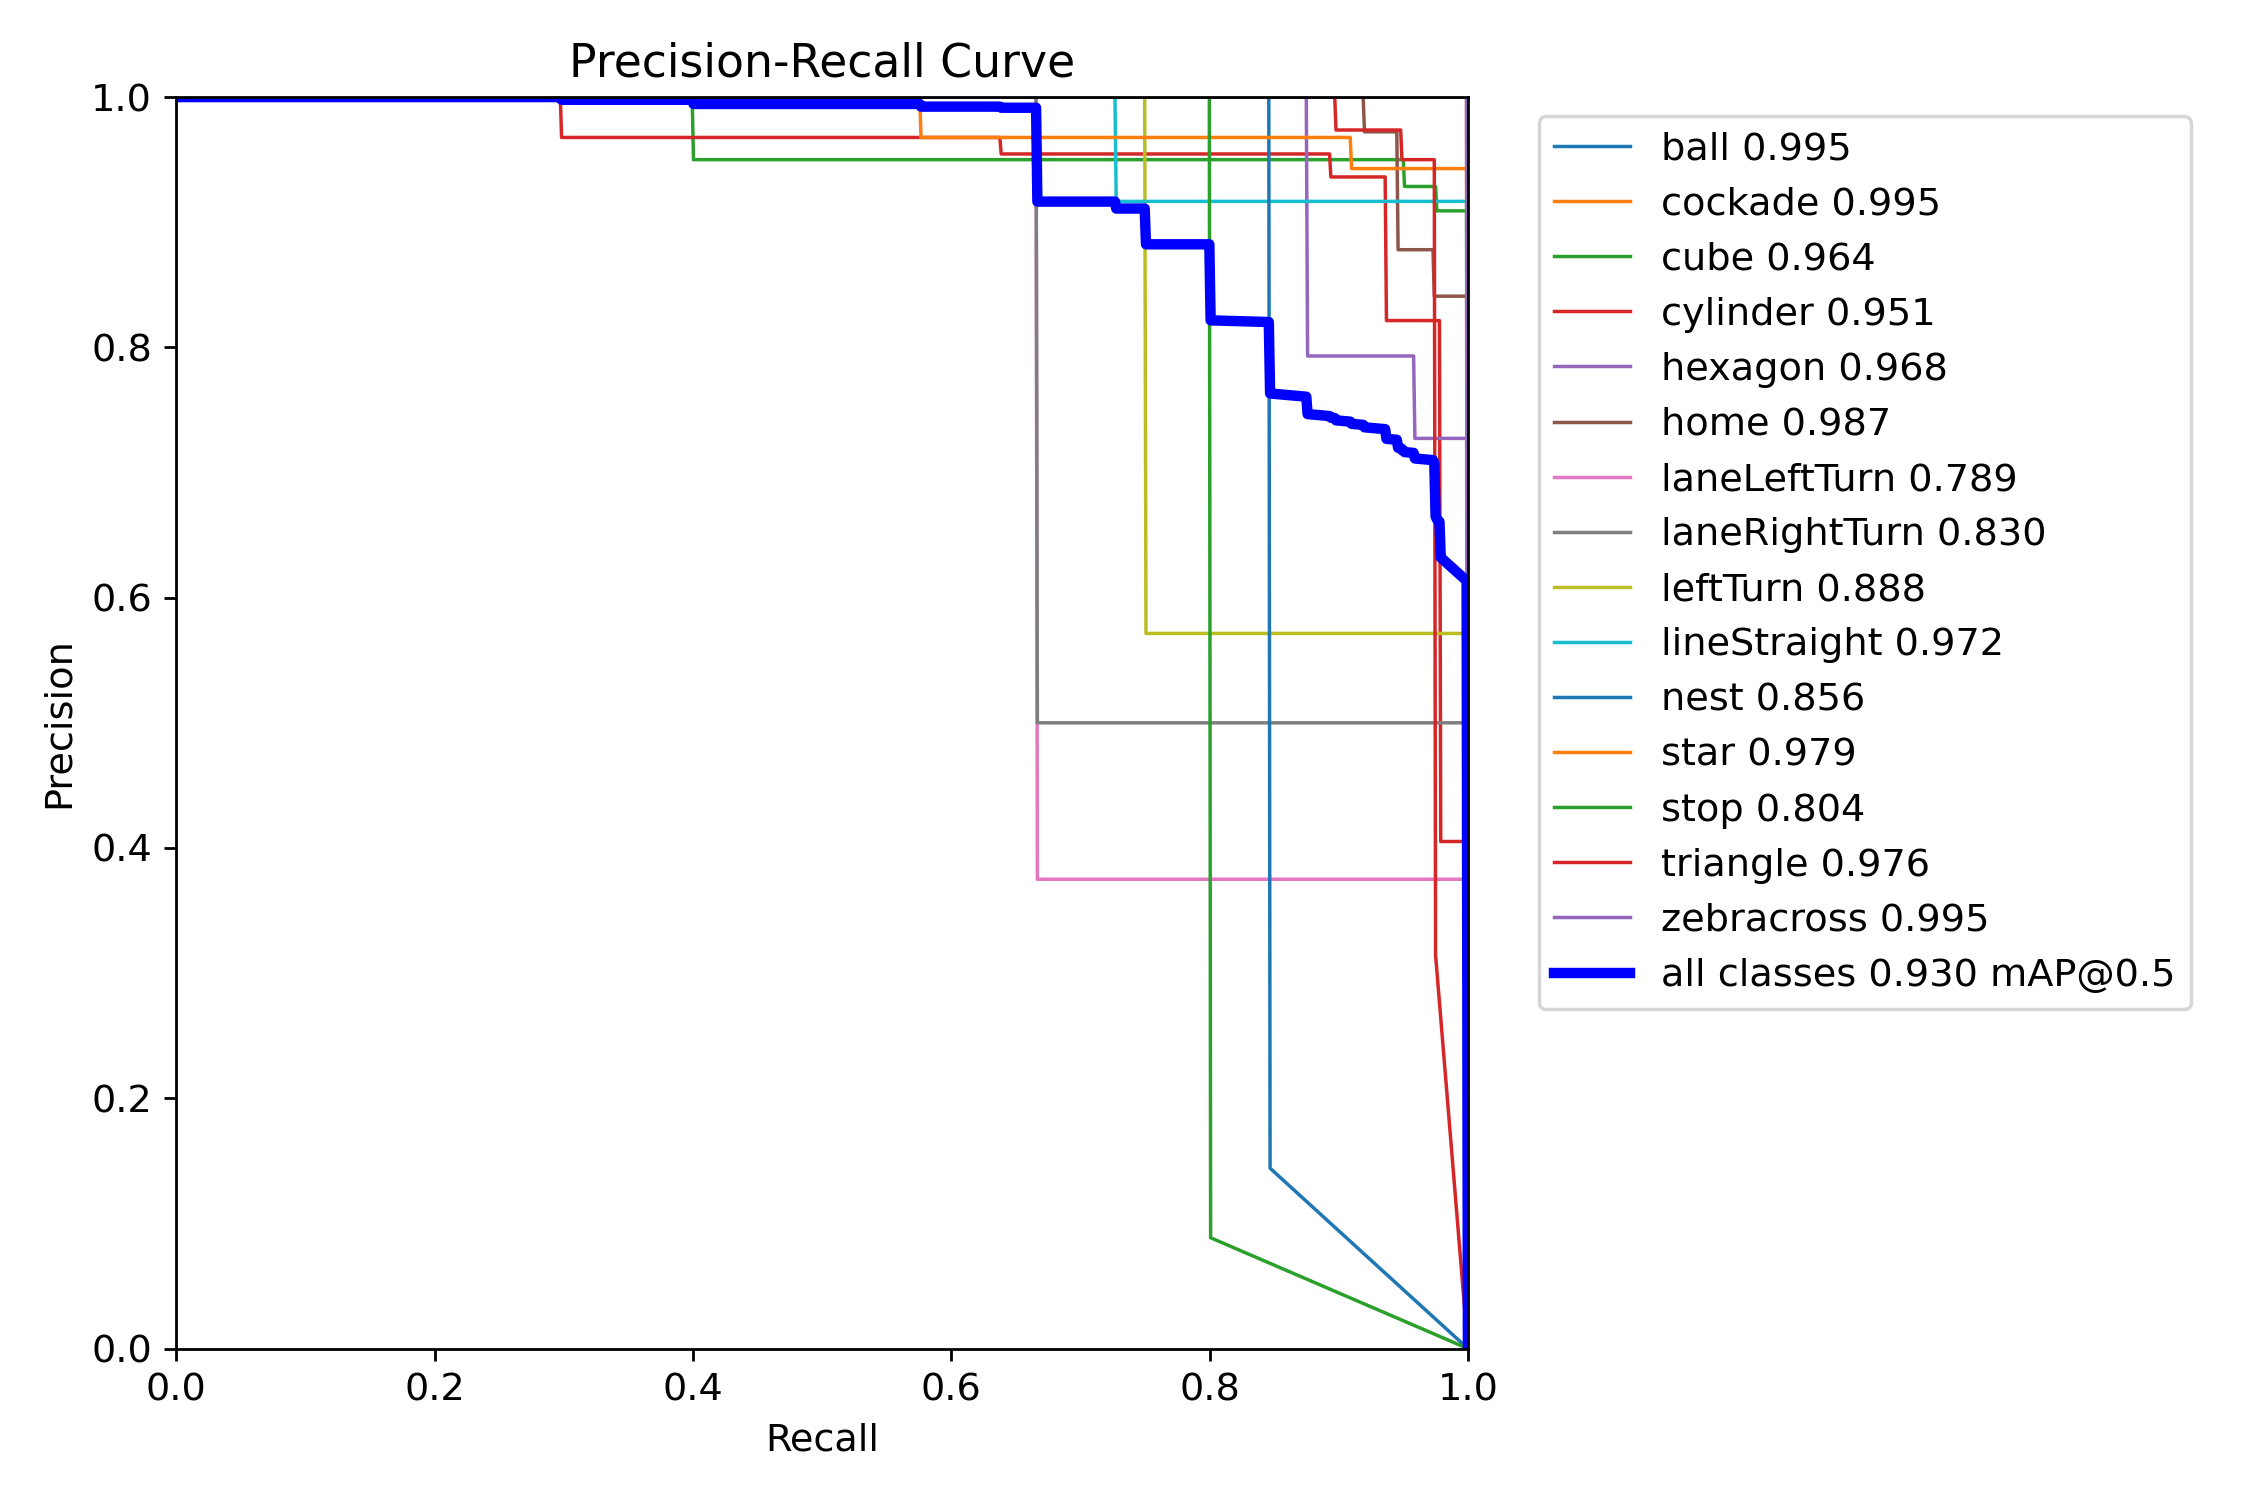 Precision-Recall Curve
1.0
0.8
0.6
0.4
0.2
0.0
Precision
0.0 0.2 0.4 0.6 0.8 1.0
Recall
ball 0.995
cockade 0.995
cube 0.964
cylinder 0.951
hexagon 0.968
home 0.987
laneLeftTurn 0.789
laneRightTurn 0.830
leftTurn 0.888
lineStraight 0.972
nest 0.856
star 0.979
stop 0.804
triangle 0.976
zebracross 0.995
all classes 0.930 mAP@0.5